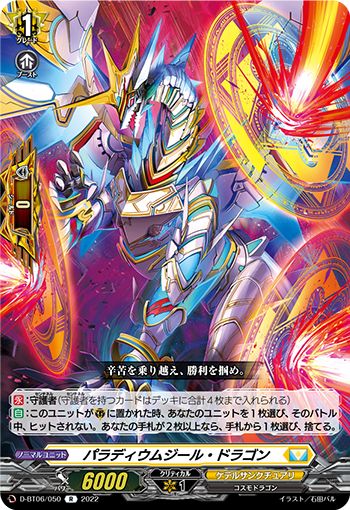 1
グレード
ブースト
シールド
0
辛苦を乗り越え、勝利を掴め。
永:守護者(守護者を持つカードはデッキに合計4枚まで入れられる)
自:このユニットがGに置かれた時、あなたのユニットを1枚選び、そのバトル
中、ヒットされない。あなたの手札が2枚以上なら、手札から1枚選び、捨てる。
ノーマルユニット
パラディウムジール・ドラゴン
パワー
6000
クリティカル
1
ケテルサンクチュアリ
コスモドラゴン
D-BT06/050 R 2022
イラスト/石田バル